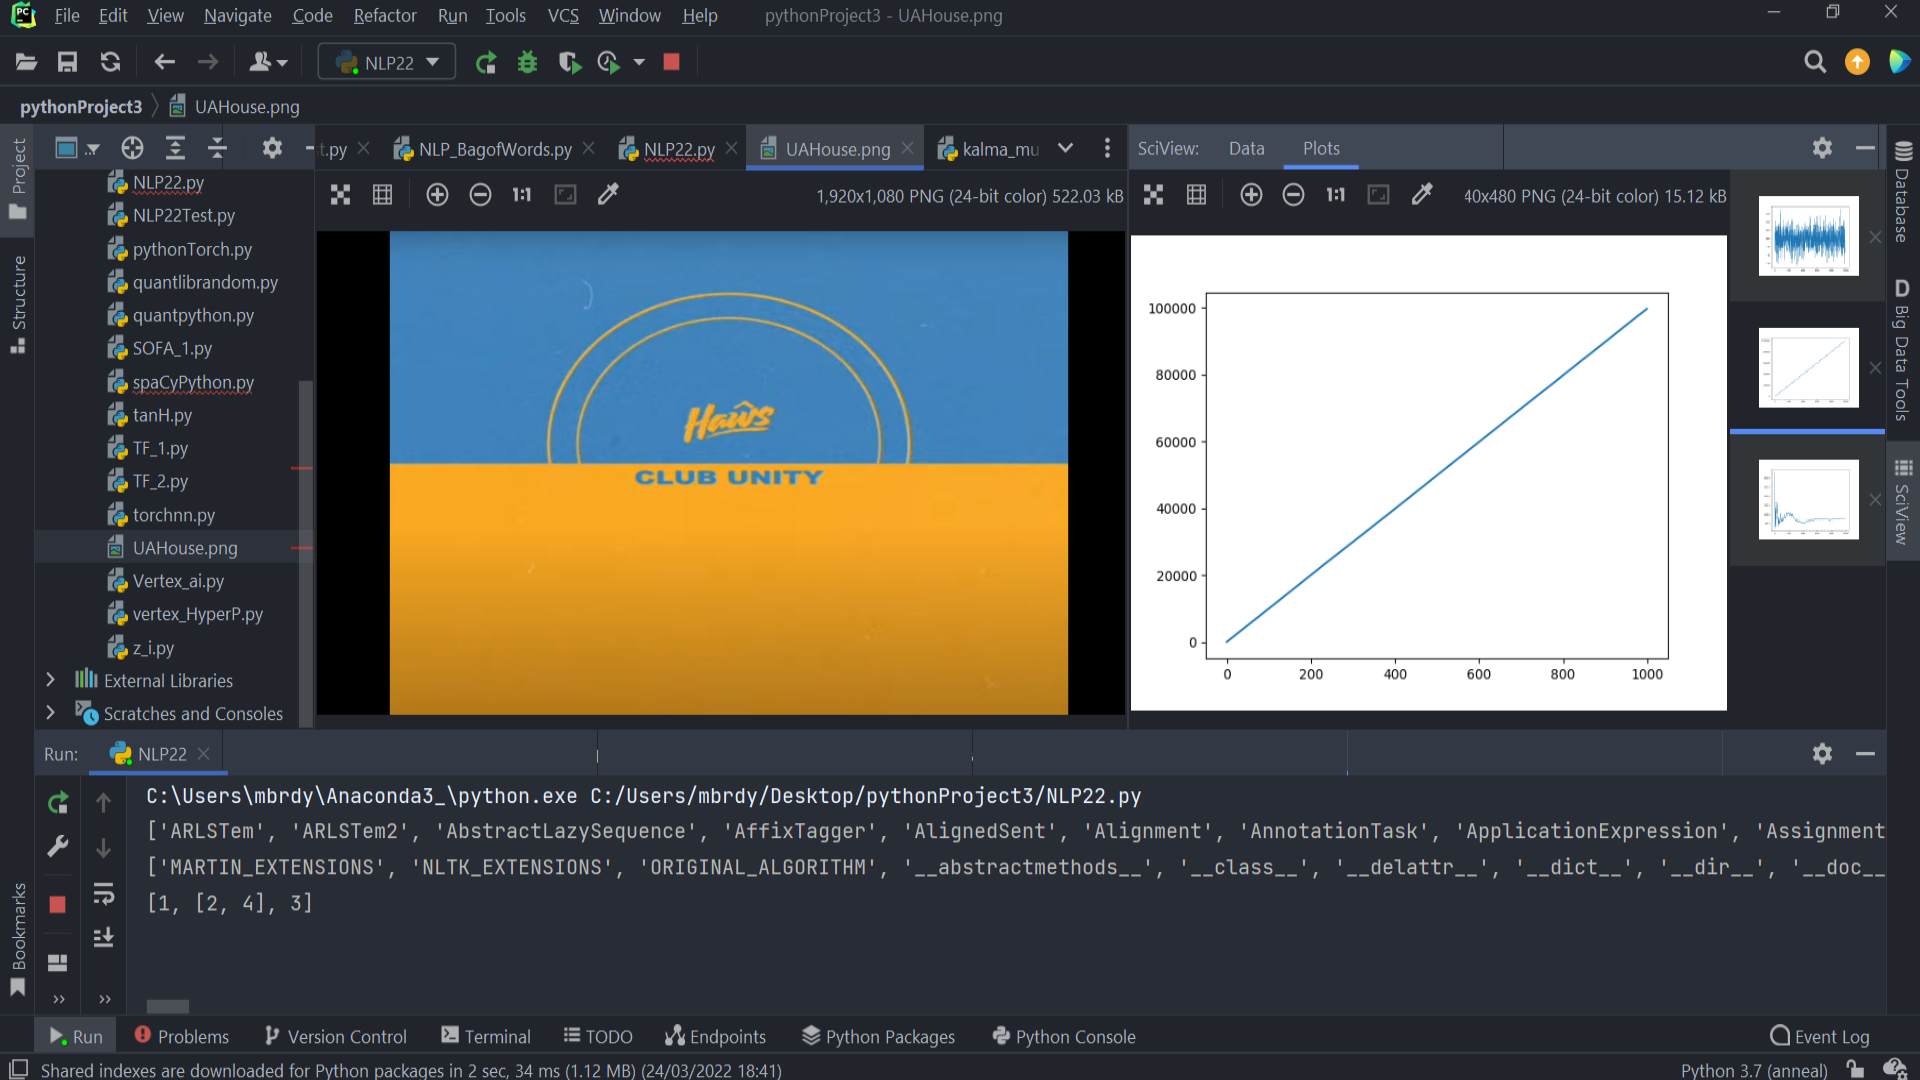 File Edit View Navigate Code Refactor Run Tools VCS Window Help pythonProject3 - UAHouse.png
NLP22
pythonProject3 UAHouse.png
Project
Structure
Bookmarks
t.py NLP_BagofWords.py NLP22.py UAHouse.png kalma_mu
SciView: Data Plots
1:1 1,920x1,080 PNG (24-bit color) 522.03 kB
1:1 40x480 PNG (24-bit color) 15.12 kB
NLP22.py
NLP22Test.py
pythonTorch.py
quantlibrandom.py
quantpython.py
SOFA_1.py
spaCyPython.py
tanH.py
TF_1.py
TF_2.py
torchnn.py
UAHouse.png
Vertex_ai.py
vertex_HyperP.py
z_i.py
External Libraries
Scratches and Consoles
Haws
CLUB UNITY
100000
80000
60000
40000
20000
0
0 200 400 600 800 1000
Database
D Big Data Tools
SciView
Run: NLP22
C:\Users\mbrdy\Anaconda3_\python.exe C:/Users/mbrdy/Desktop/pythonProject3/NLP22.py
['ARLSTem', 'ARLSTem2', 'AbstractLazySequence', 'AffixTagger', 'AlignedSent', 'Alignment', 'AnnotationTask', 'ApplicationExpression', 'Assignment
['MARTIN_EXTENSIONS', 'NLTK_EXTENSIONS', 'ORIGINAL_ALGORITHM', '__abstractmethods__', '__class__', '__delattr__', '__dict__', '__dir__', '__doc__
[1, [2, 4], 3]
Run Problems Version Control Terminal TODO Endpoints Python Packages Python Console Event Log
Shared indexes are downloaded for Python packages in 2 sec, 34 ms (1.12 MB) (24/03/2022 18:41) Python 3.7 (anneal)